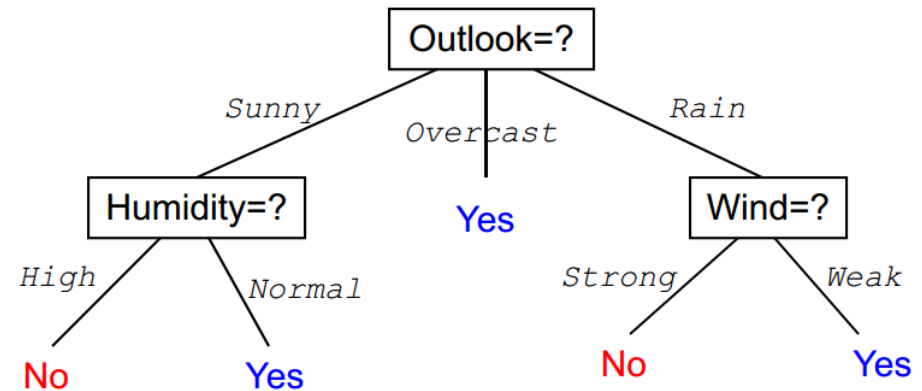 Outlook=?
Sunny
Overcast
Rain
Humidity=?
Yes
Wind=?
High
Normal
Strong
Weak
No
Yes
No
Yes